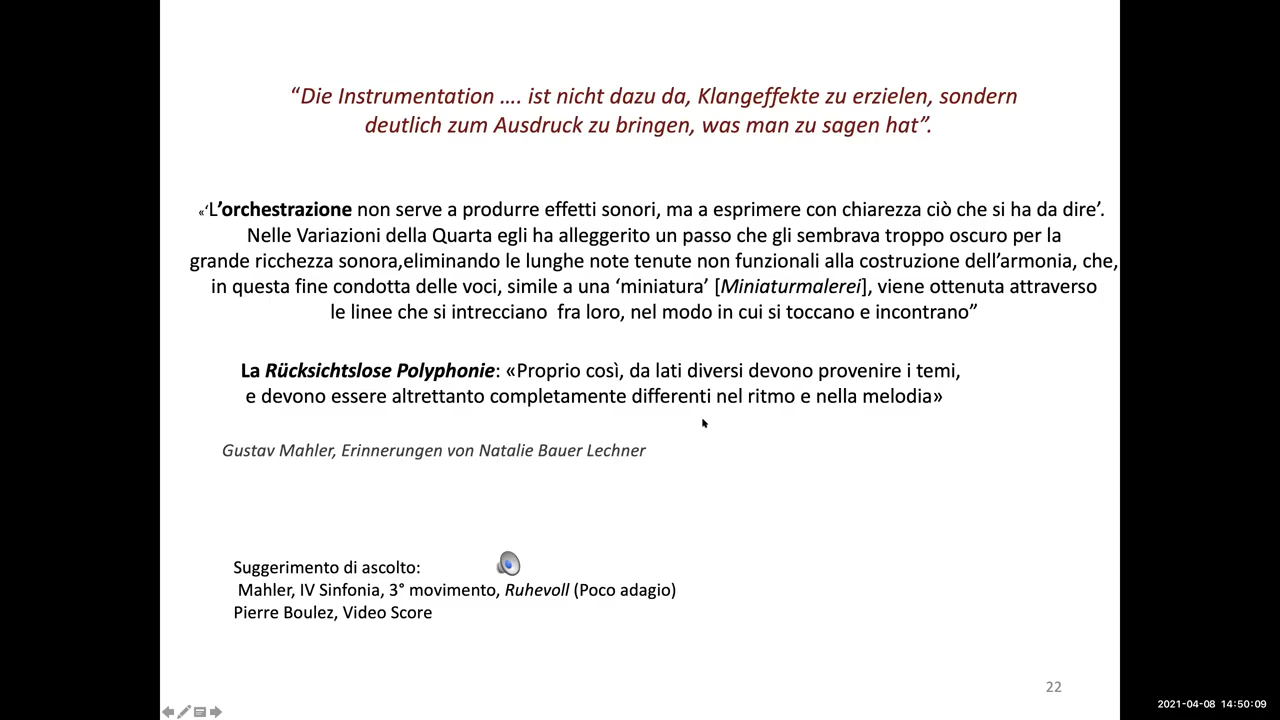 “Die Instrumentation …. ist nicht dazu da, Klangeffekte zu erzielen, sondern
deutlich zum Ausdruck zu bringen, was man zu sagen hat”.
«‘L’orchestrazione non serve a produrre effetti sonori, ma a esprimere con chiarezza ciò che si ha da dire’.
Nelle Variazioni della Quarta egli ha alleggerito un passo che gli sembrava troppo oscuro per la
grande ricchezza sonora,eliminando le lunghe note tenute non funzionali alla costruzione dell’armonia, che,
in questa fine condotta delle voci, simile a una ‘miniatura’ [Miniaturmalerei], viene ottenuta attraverso
le linee che si intrecciano  fra loro, nel modo in cui si toccano e incontrano”
La Rücksichtslose Polyphonie: «Proprio così, da lati diversi devono provenire i temi,
e devono essere altrettanto completamente differenti nel ritmo e nella melodia»
Gustav Mahler, Erinnerungen von Natalie Bauer Lechner
Suggerimento di ascolto:
Mahler, IV Sinfonia, 3° movimento, Ruhevoll (Poco adagio)
Pierre Boulez, Video Score
22
2021-04-08 14:50:09